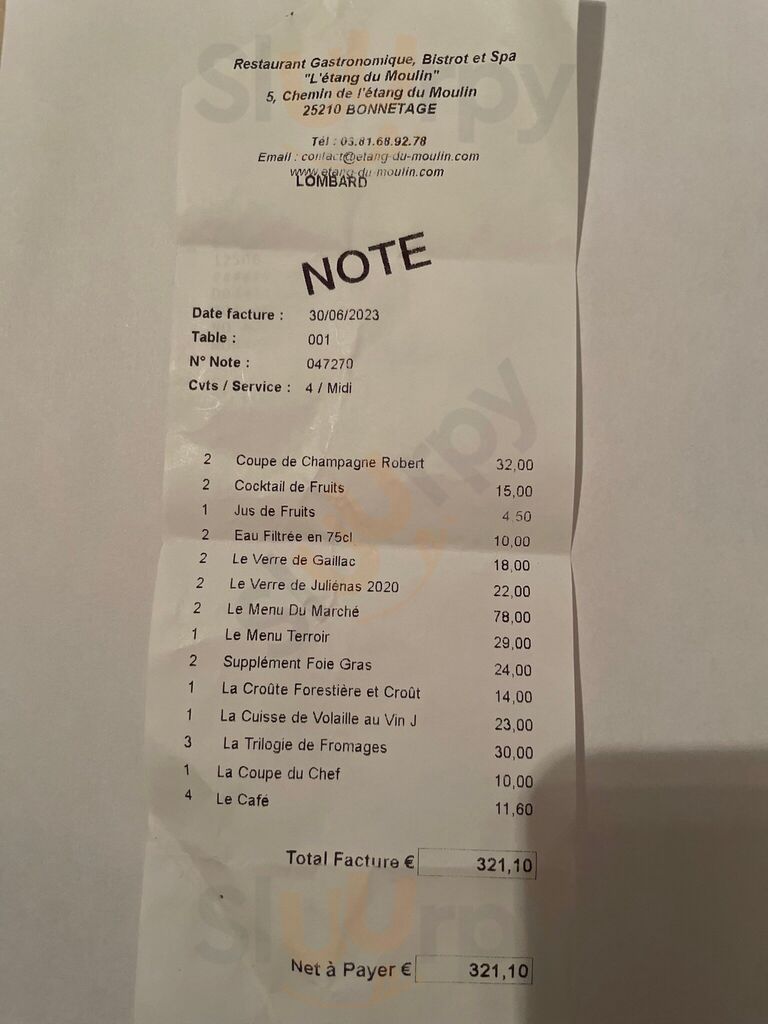 Restaurant Gastronomique, Bistrot et Spa
"L'étang du Moulin"
5, Chemin de l'étang du Moulin
25210 BONNETAGE
Tél : 03.81.68.92.78
Email : contact@etang-du-moulin.com
www.etang-du-moulin.com
LOMBARD
NOTE
Date facture : 30/06/2023
Table : 001
N° Note : 047270
Cvts / Service : 4 / Midi
2 Coupe de Champagne Robert 32,00
2 Cocktail de Fruits 15,00
1 Jus de Fruits 4.50
2 Eau Filtrée en 75cl 10,00
2 Le Verre de Gaillac 18,00
2 Le Verre de Juliénas 2020 22,00
2 Le Menu Du Marché 78,00
1 Le Menu Terroir 29,00
2 Supplément Foie Gras 24,00
1 La Croûte Forestière et Croût 14,00
1 La Cuisse de Volaille au Vin J 23,00
3 La Trilogie de Fromages 30,00
1 La Coupe du Chef 10,00
4 Le Café 11,60
Total Facture € 321,10
Net à Payer € 321,10
Sluurpy
Sluurpy
Sluurpy